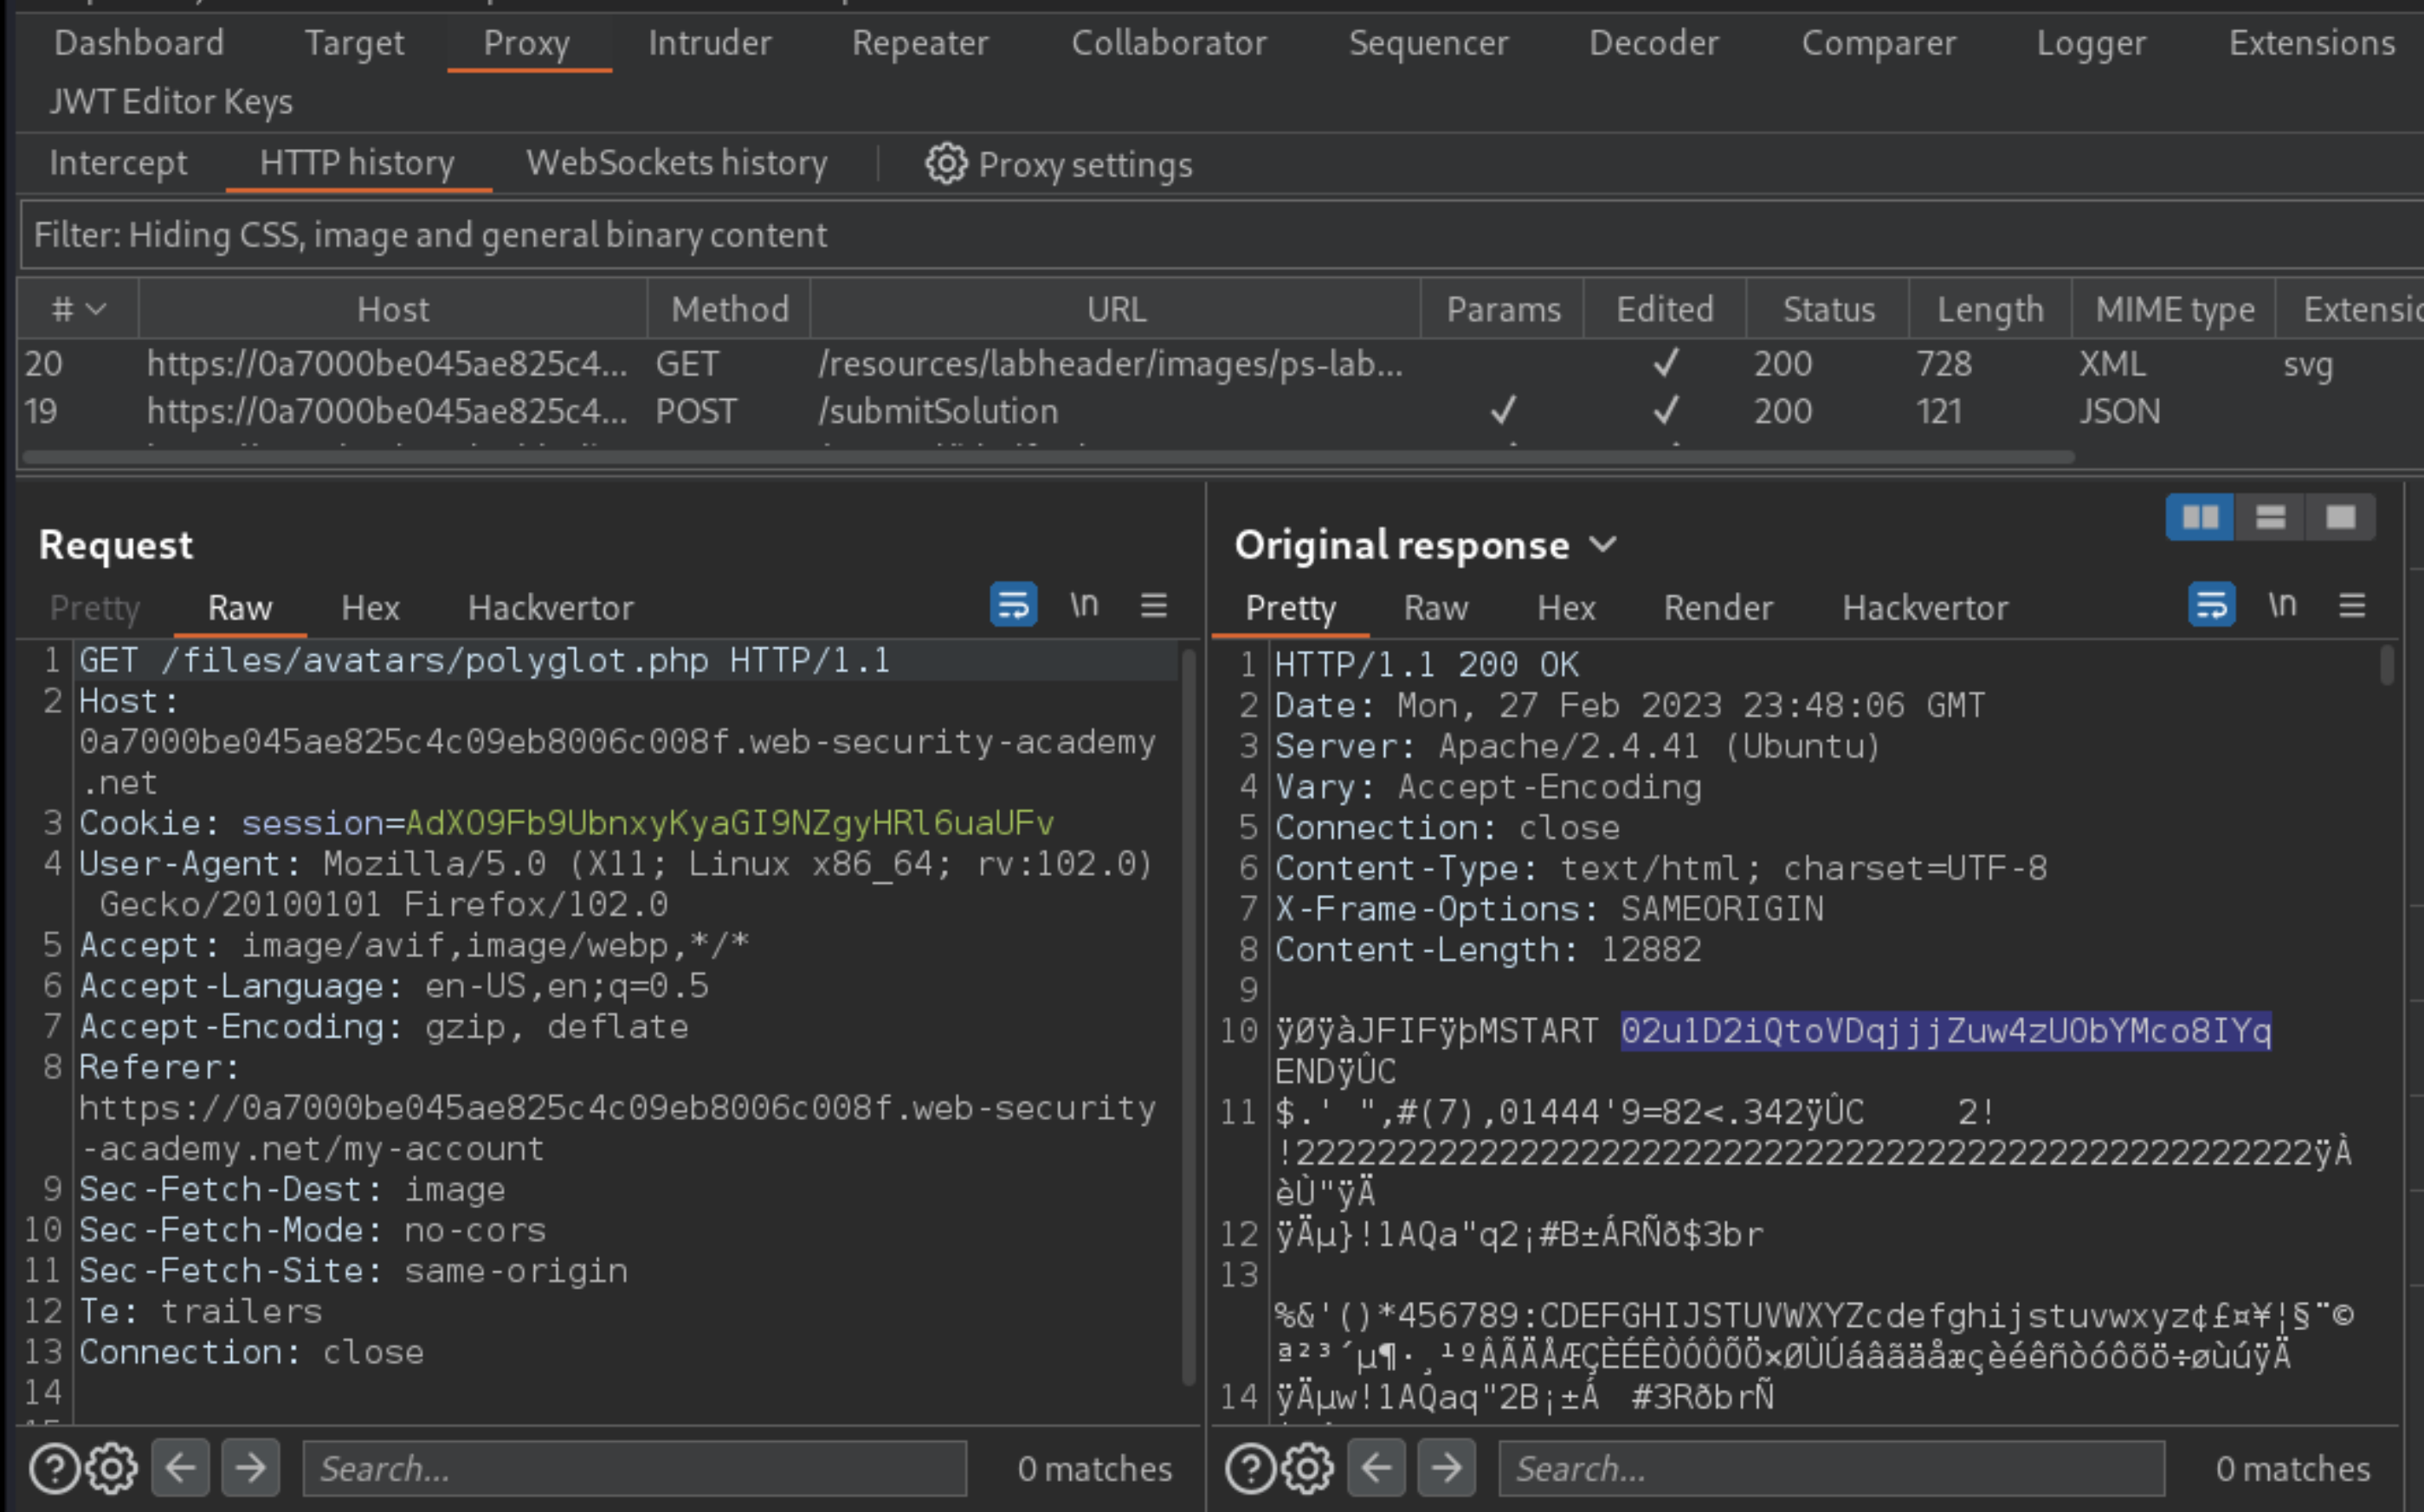 Dashboard Target Proxy Intruder Repeater Collaborator Sequencer Decoder Comparer Logger Extensions
JWT Editor Keys
Intercept HTTP history WebSockets history Proxy settings
Filter: Hiding CSS, image and general binary content
# Host Method URL Params Edited Status Length MIME type
20 https://0a7000be045ae825c4... GET /resources/labheader/images/ps-lab... ✓ 200 728 XML svg
19 https://0a7000be045ae825c4... POST /submitSolution ✓ ✓ 200 121 JSON
Request
Pretty Raw Hex Hackvertor \n
1 GET /files/avatars/polyglot.php HTTP/1.1
2 Host:
0a7000be045ae825c4c09eb8006c008f.web-security-academy
.net
3 Cookie: session=AdXO9Fb9UbnxyKyaGI9NZgyHRl6uaUFv
4 User-Agent: Mozilla/5.0 (X11; Linux x86_64; rv:102.0)
Gecko/20100101 Firefox/102.0
5 Accept: image/avif,image/webp,*/*
6 Accept-Language: en-US,en;q=0.5
7 Accept-Encoding: gzip, deflate
8 Referer:
https://0a7000be045ae825c4c09eb8006c008f.web-security
-academy.net/my-account
9 Sec-Fetch-Dest: image
10 Sec-Fetch-Mode: no-cors
11 Sec-Fetch-Site: same-origin
12 Te: trailers
13 Connection: close
14
Search... 0 matches
Original response
Pretty Raw Hex Render Hackvertor \n
1 HTTP/1.1 200 OK
2 Date: Mon, 27 Feb 2023 23:48:06 GMT
3 Server: Apache/2.4.41 (Ubuntu)
4 Vary: Accept-Encoding
5 Connection: close
6 Content-Type: text/html; charset=UTF-8
7 X-Frame-Options: SAMEORIGIN
8 Content-Length: 12882
9
10 ÿØÿàJFIFÿþMSTART 02u1D2iQtoVDqjjjZuw4zUObYMco8IYq
ENDÿÛC
11 $.' ",#(7),01444'9=82<.342ÿÛC 2!
!22222222222222222222222222222222222222222222222222ÿÀ
èÙ"ÿÄ
12 ÿÄµ}!1AQa"q2¡#B±ÁRÑð$3br
13
%&'()*456789:CDEFGHIJSTUVWXYZcdefghijstuvwxyz¢£¤¥¦§¨©
ª²³´µ¶·¸¹ºÂÃÄÅÆÇÈÉÊÒÓÔÕÖ×ØÙÚáâãäåæçèéêñòóôõö÷øùúÿÄ
14 ÿÄµw!1AQaq"2B¡±Á #3RðbrÑ
Search... 0 matches